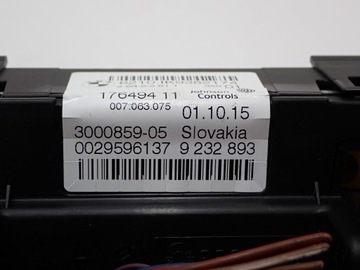 176494 11
Johnson
Controls
007.063.075
01.10.15
3000859-05 Slovakia
0029596137 9 232 893